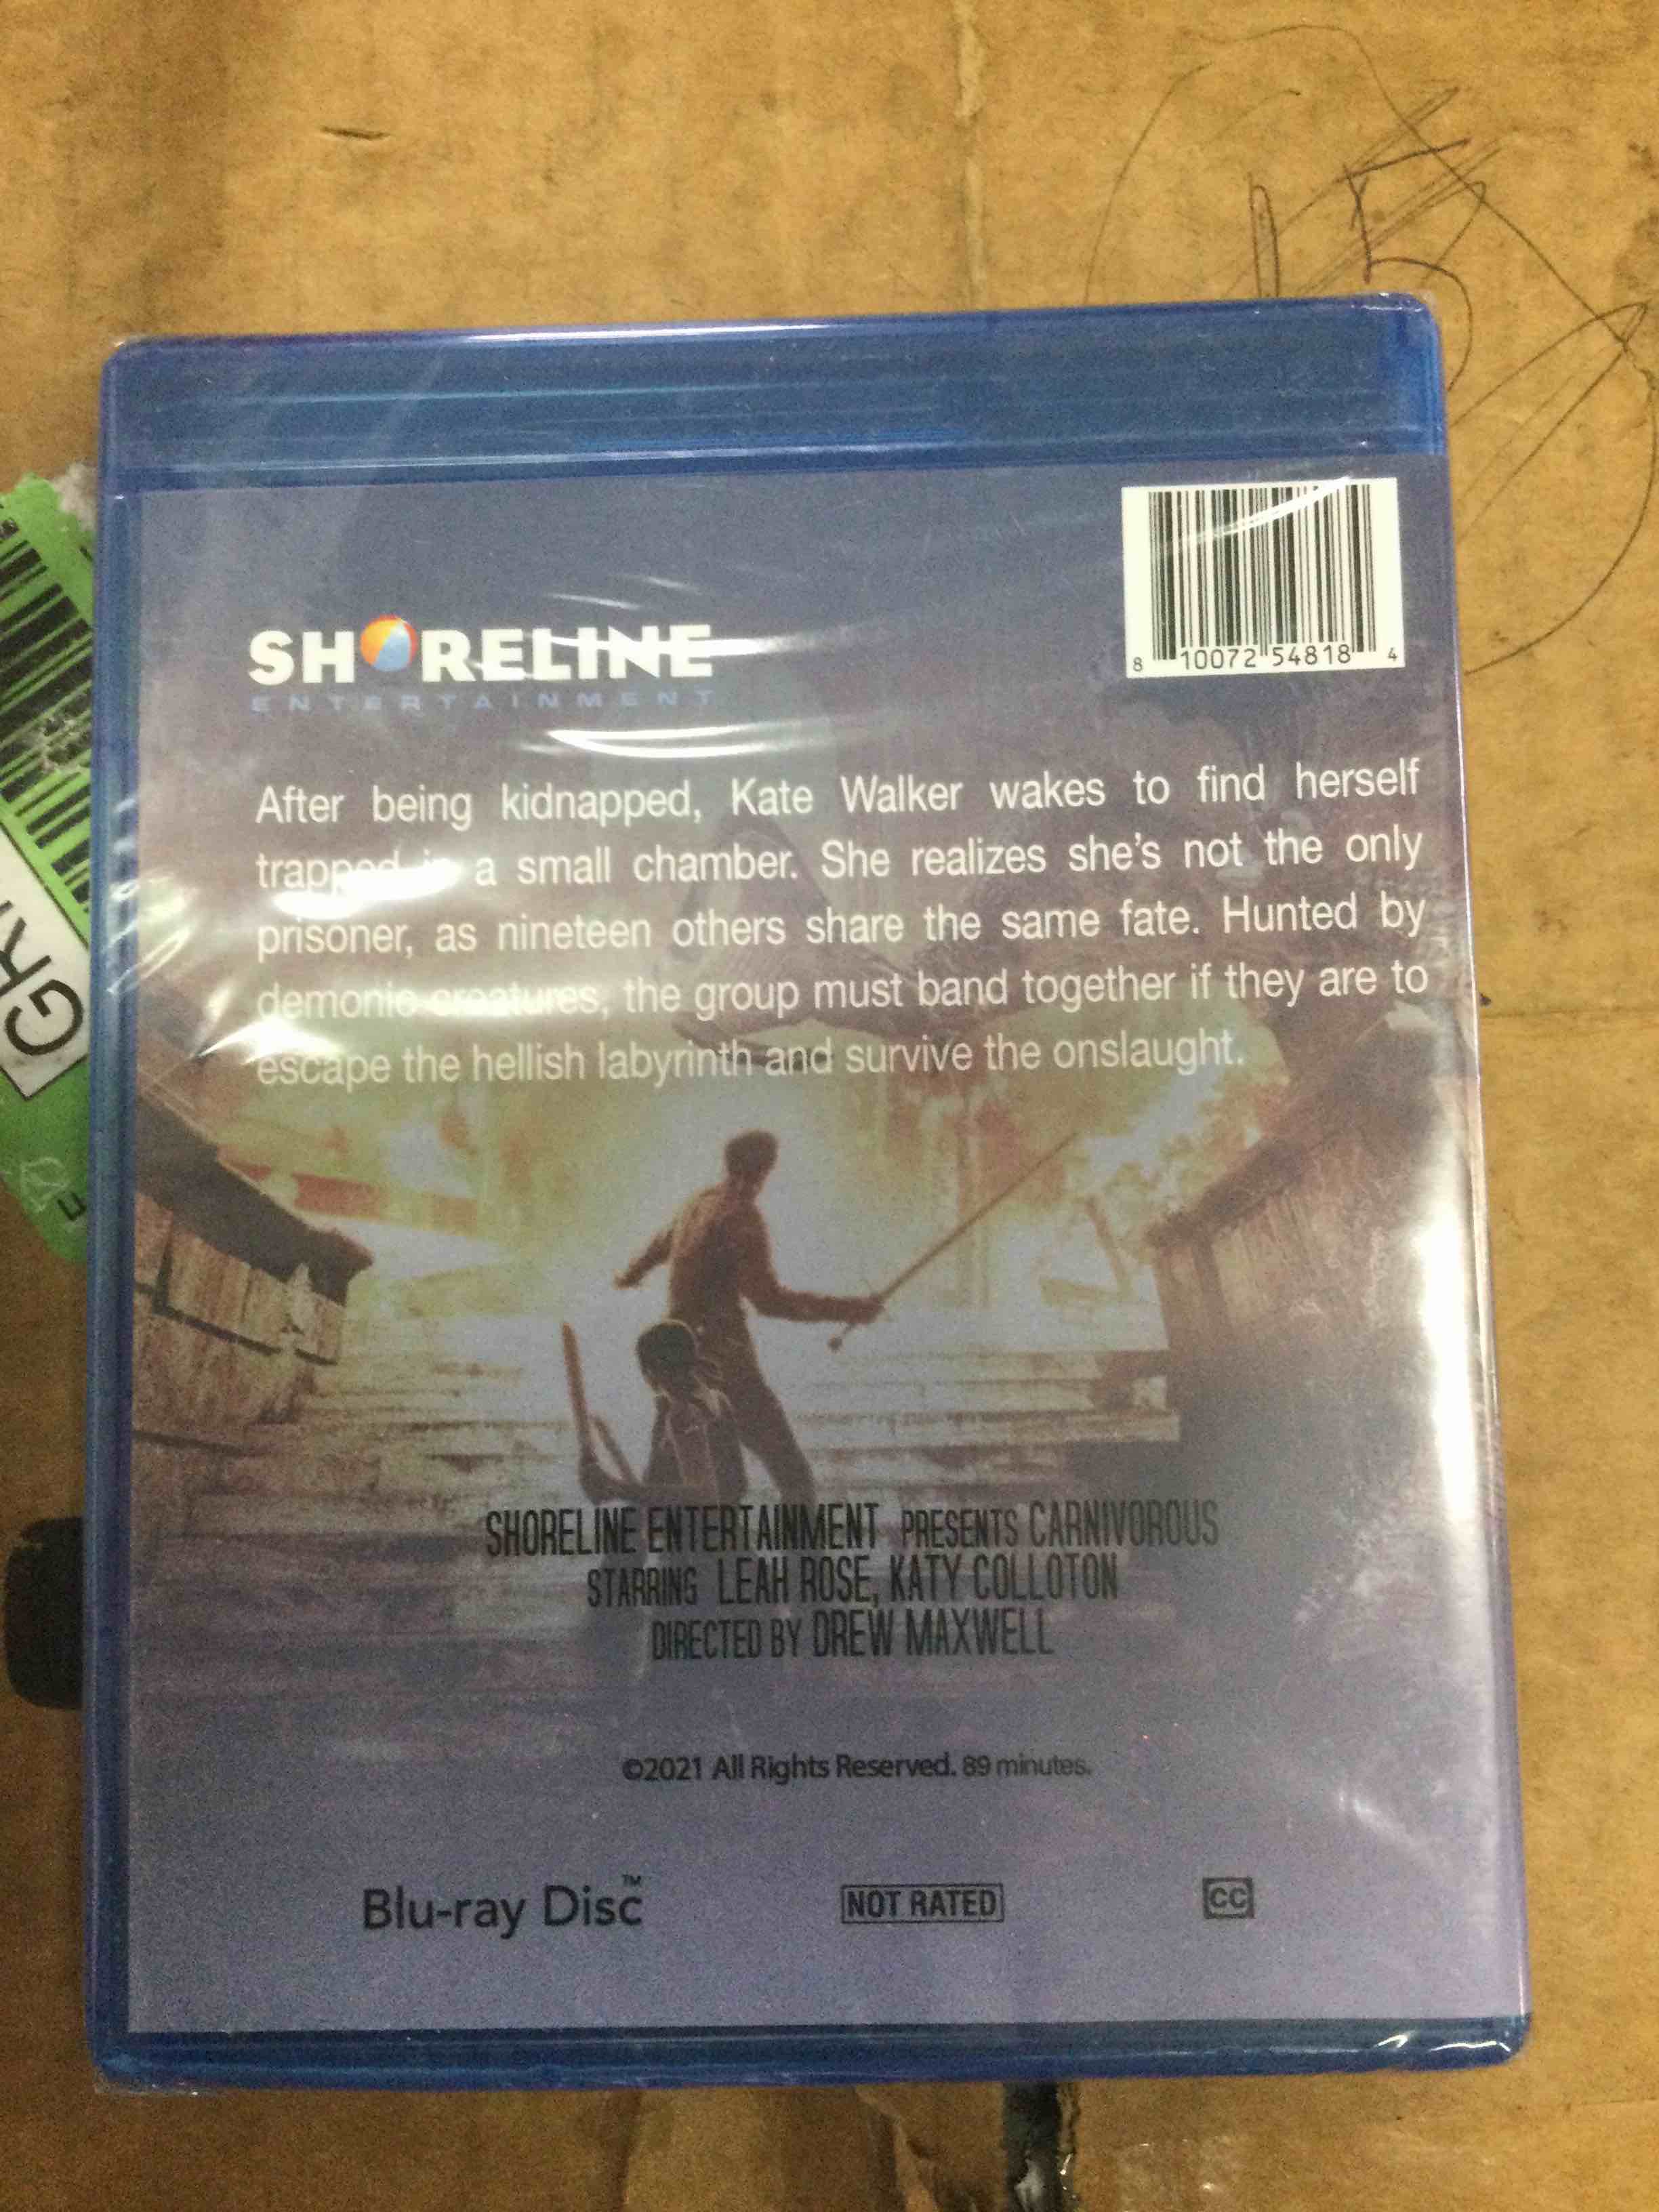 15
SHORELINE
ENTERTAINMENT
8 10072 54818 4
After being kidnapped, Kate Walker wakes to find herself
trapped in a small chamber. She realizes she's not the only
prisoner, as nineteen others share the same fate. Hunted by
demonic creatures, the group must band together if they are to
escape the hellish labyrinth and survive the onslaught.
GR
SHORELINE ENTERTAINMENT PRESENTS CARNIVOROUS
STARRING LEAH ROSE, KATY COLLOTON
DIRECTED BY DREW MAXWELL
©2021 All Rights Reserved. 89 minutes.
Blu-ray Disc™
NOT RATED
CC